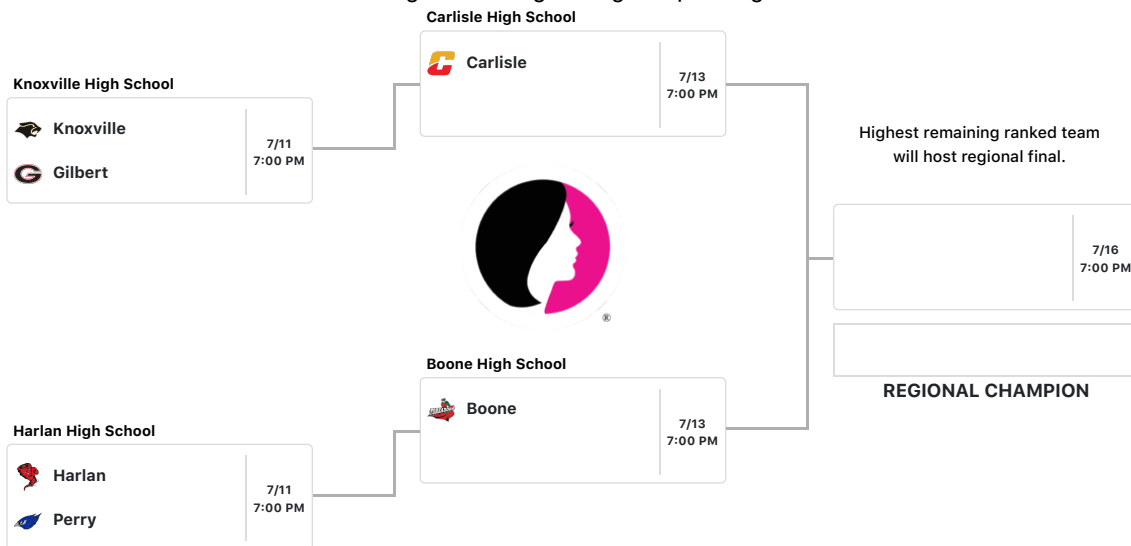 Carlisle High School
Carlisle
7/13
7:00 PM
Knoxville High School
Knoxville
Gilbert
7/11
7:00 PM
Highest remaining ranked team
will host regional final.
7/16
7:00 PM
®
REGIONAL CHAMPION
Boone High School
Boone
7/13
7:00 PM
Harlan High School
Harlan
Perry
7/11
7:00 PM